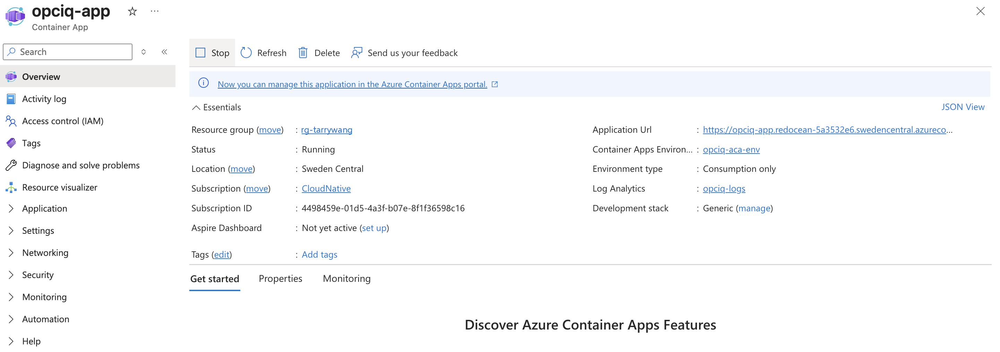 opciq-app
Container App
Search
Overview
Activity log
Access control (IAM)
Tags
Diagnose and solve problems
Resource visualizer
Application
Settings
Networking
Security
Monitoring
Automation
Help
Stop Refresh Delete Send us your feedback
Now you can manage this application in the Azure Container Apps portal.
Essentials JSON View
Resource group (move) : rg-tarrywang
Status : Running
Location (move) : Sweden Central
Subscription (move) : CloudNative
Subscription ID : 4498459e-01d5-4a3f-b07e-8f1f36598c16
Aspire Dashboard : Not yet active (set up)
Tags (edit) : Add tags
Application Url : https://opciq-app.redocean-5a3532e6.swedencentral.azureco...
Container Apps Environ... : opciq-aca-env
Environment type : Consumption only
Log Analytics : opciq-logs
Development stack : Generic (manage)
Get started Properties Monitoring
Discover Azure Container Apps Features